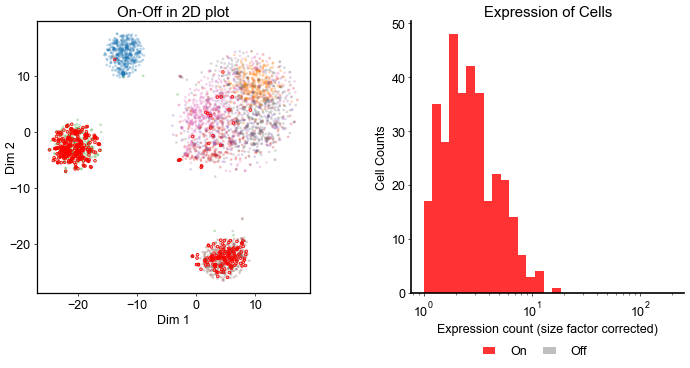 On-Off in 2D plot
Dim 2
10
0
−10
−20
−20
−10
0
10
Dim 1
Expression of Cells
Cell Counts
50
40
30
20
10
0
10^0
10^1
10^2
Expression count (size factor corrected)
On
Off